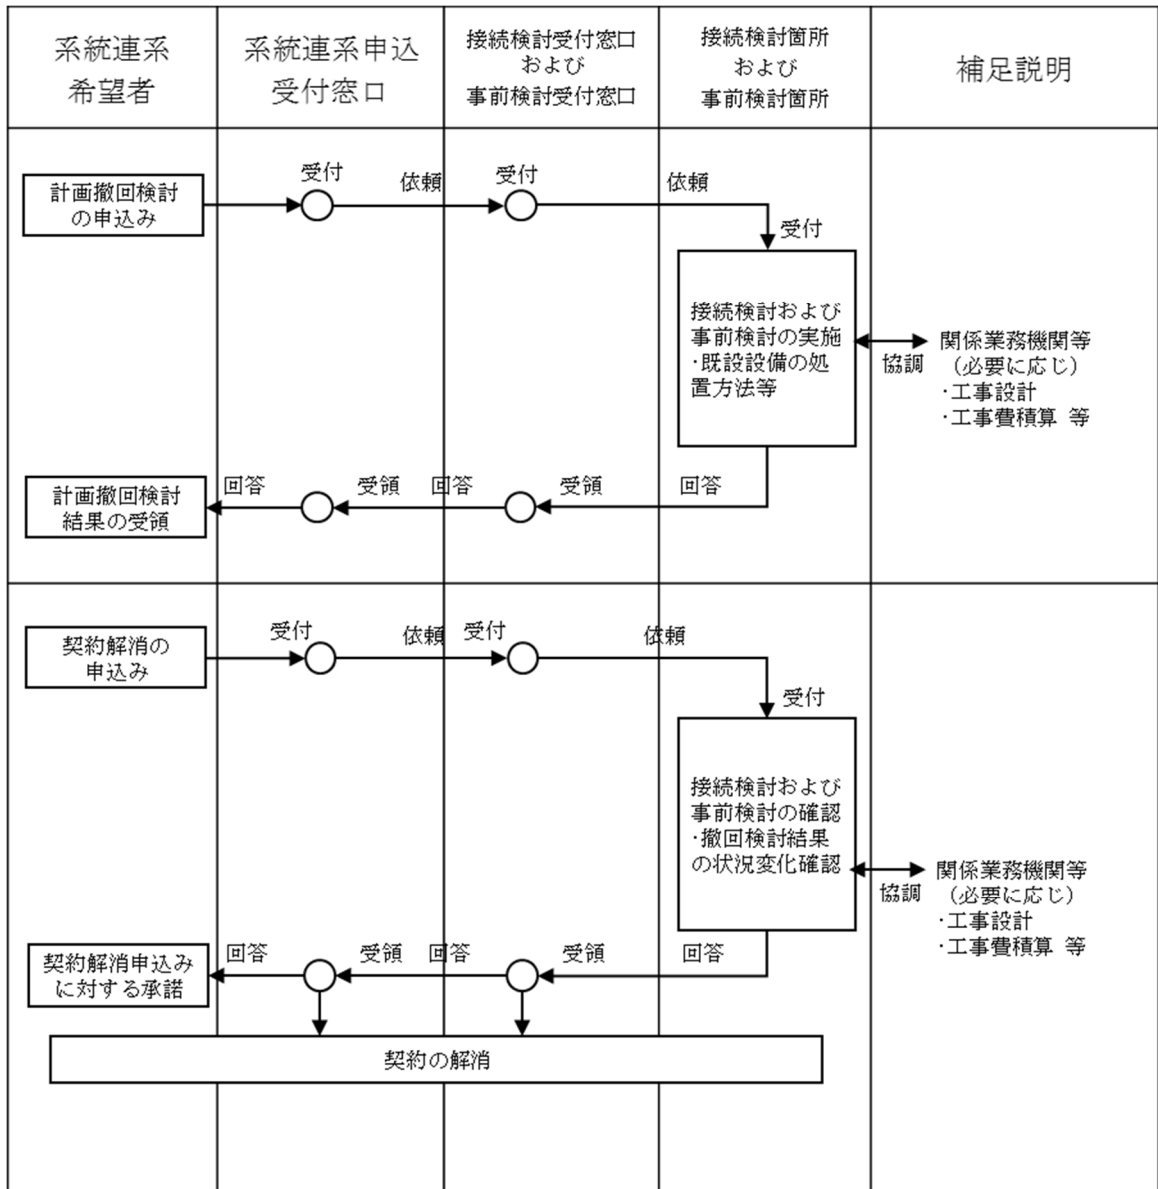 系統連系
希望者
系統連系申込
受付窓口
接続検討受付窓口
および
事前検討受付窓口
接続検討箇所
および
事前検討箇所
補足説明
計画撤回検討
の申込み
受付
依頼
受付
依頼
受付
接続検討および
事前検討の実施
・既設設備の処
置方法等
協調
関係業務機関等
（必要に応じ）
・工事設計
・工事費積算 等
計画撤回検討
結果の受領
回答
受領
回答
受領
回答
契約解消の
申込み
受付
依頼
受付
依頼
受付
接続検討および
事前検討の確認
・撤回検討結果
の状況変化確認
協調
関係業務機関等
（必要に応じ）
・工事設計
・工事費積算 等
契約解消申込み
に対する承諾
回答
受領
回答
受領
回答
契約の解消